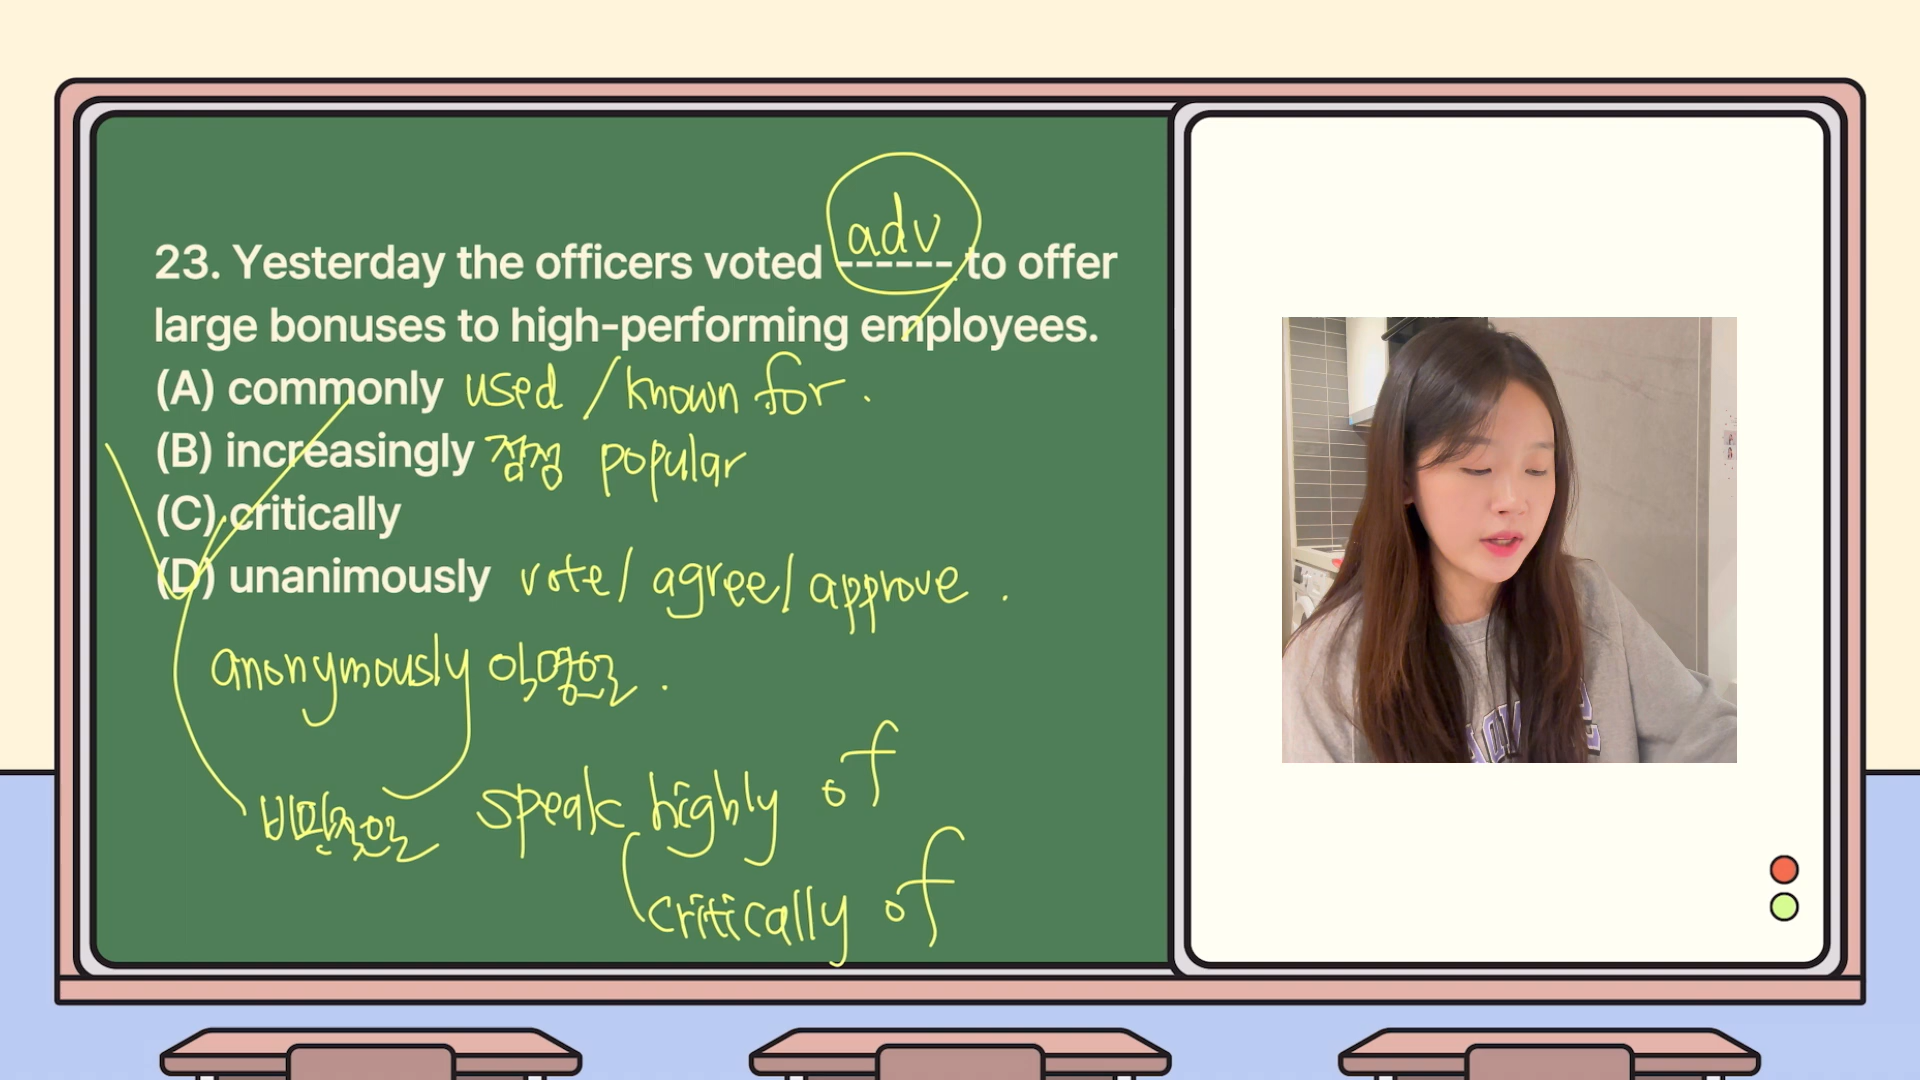 adv
23. Yesterday the officers voted ------ to offer
large bonuses to high-performing employees.
(A) commonly used / known for.
(B) increasingly 점점 popular
(C) critically
(D) unanimously vote / agree / approve.
anonymously 익명으로.
비판적으로 speak highly of
critically of